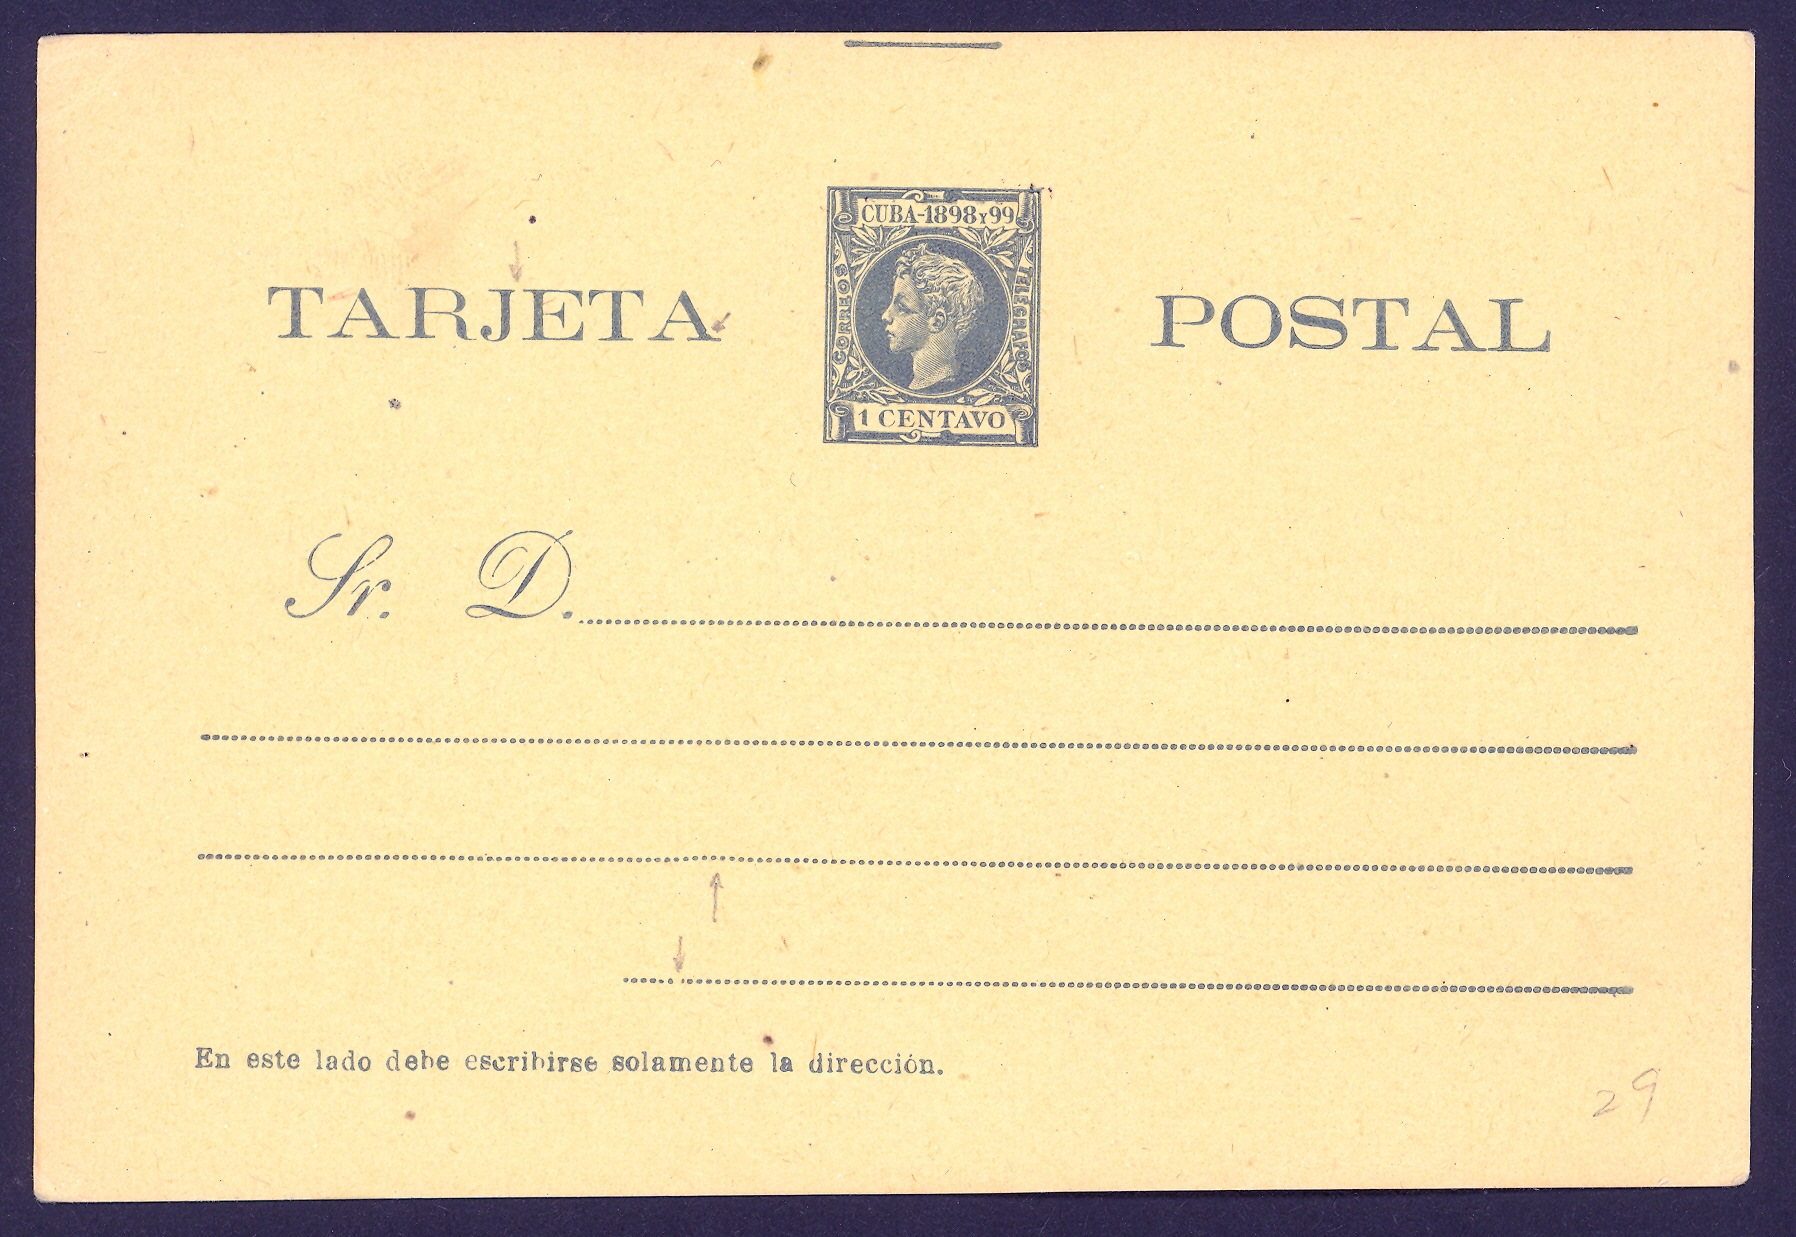 CUBA-1898 Y 99
CORREOS
TELEGRAFOS
TARJETA POSTAL
1 CENTAVO
Sr. D.
En este lado debe escribirse solamente la dirección.
29